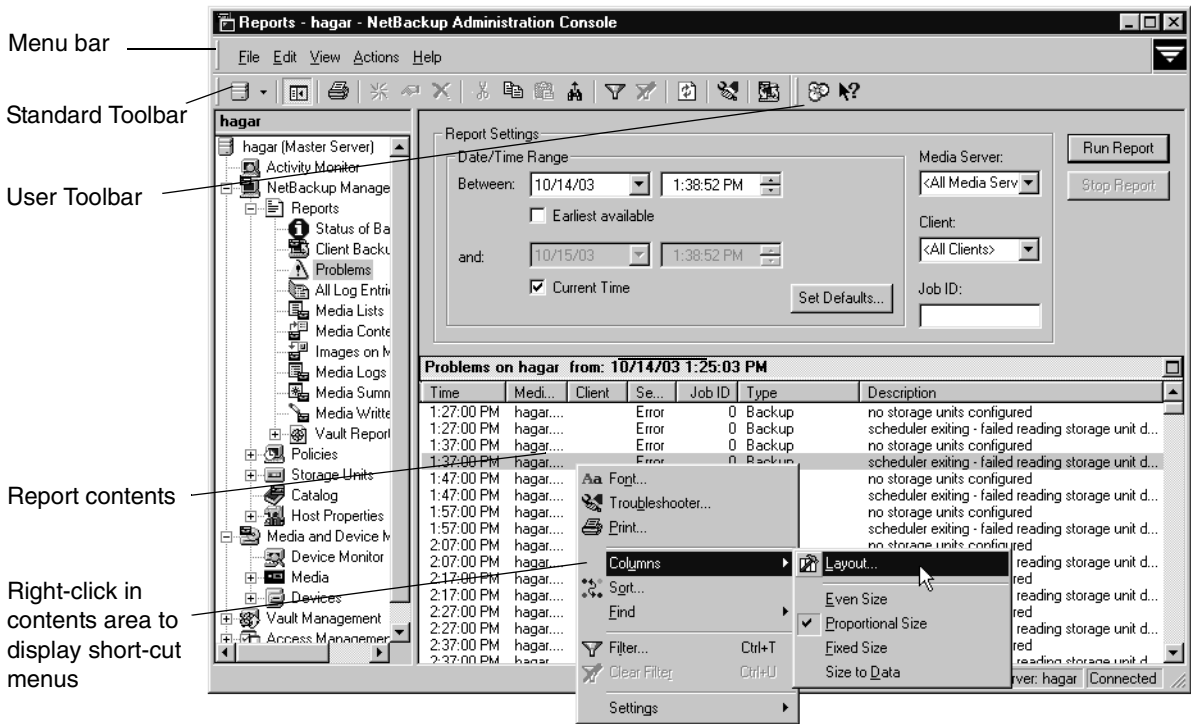 Reports - hagar - NetBackup Administration Console
Menu bar
File Edit View Actions Help
Standard Toolbar
User Toolbar
hagar
hagar (Master Server)
Activity Monitor
NetBackup Manage
Reports
Status of Ba
Client Backu
Problems
All Log Entri
Media Lists
Media Conte
Images on M
Media Logs
Media Summ
Media Writte
Vault Report
Policies
Storage Units
Catalog
Host Properties
Media and Device M
Device Monitor
Media
Devices
Vault Management
Access Managemen
Report Settings
Date/Time Range
Between: 10/14/03 1:38:52 PM
Earliest available
and: 10/15/03 1:38:52 PM
Current Time
Set Defaults...
Media Server:
<All Media Serv
Client:
<All Clients>
Job ID:
Run Report
Stop Report
Problems on hagar from: 10/14/03 1:25:03 PM
Time Medi... Client Se... Job ID Type Description
1:27:00 PM hagar.... Error 0 Backup no storage units configured
1:27:00 PM hagar.... Error 0 Backup scheduler exiting - failed reading storage unit d...
1:37:00 PM hagar.... Error 0 Backup no storage units configured
1:37:00 PM hagar.... Error 0 Backup scheduler exiting - failed reading storage unit d...
1:47:00 PM hagar.... no storage units configured
1:47:00 PM hagar.... scheduler exiting - failed reading storage unit d...
1:57:00 PM hagar.... no storage units configured
1:57:00 PM hagar.... scheduler exiting - failed reading storage unit d...
2:07:00 PM hagar.... no storage units configured
2:07:00 PM hagar.... reading storage unit d...
2:17:00 PM hagar.... red
2:17:00 PM hagar.... reading storage unit d...
2:27:00 PM hagar.... red
2:27:00 PM hagar.... reading storage unit d...
2:37:00 PM hagar.... red
2:37:00 PM hagar reading storage unit d
Report contents
Right-click in
contents area to
display short-cut
menus
Aa Font...
Troubleshooter...
Print...
Columns
Sort...
Find
Filter... Ctrl+T
Clear Filter Ctrl+U
Settings
Layout...
Even Size
Proportional Size
Fixed Size
Size to Data
rver: hagar Connected